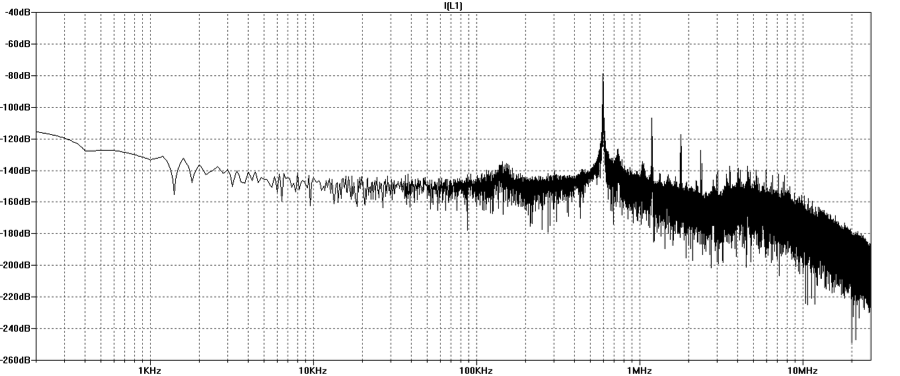 I(L1)
-40dB
-60dB
-80dB
-100dB
-120dB
-140dB
-160dB
-180dB
-200dB
-220dB
-240dB
-260dB
1KHz 10KHz 100KHz 1MHz 10MHz